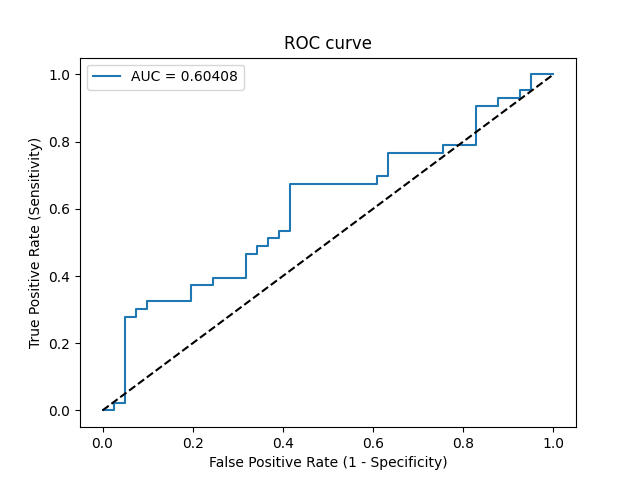 ROC curve
AUC = 0.60408
True Positive Rate (Sensitivity)
1.0
0.8
0.6
0.4
0.2
0.0
0.0 0.2 0.4 0.6 0.8 1.0
False Positive Rate (1 - Specificity)